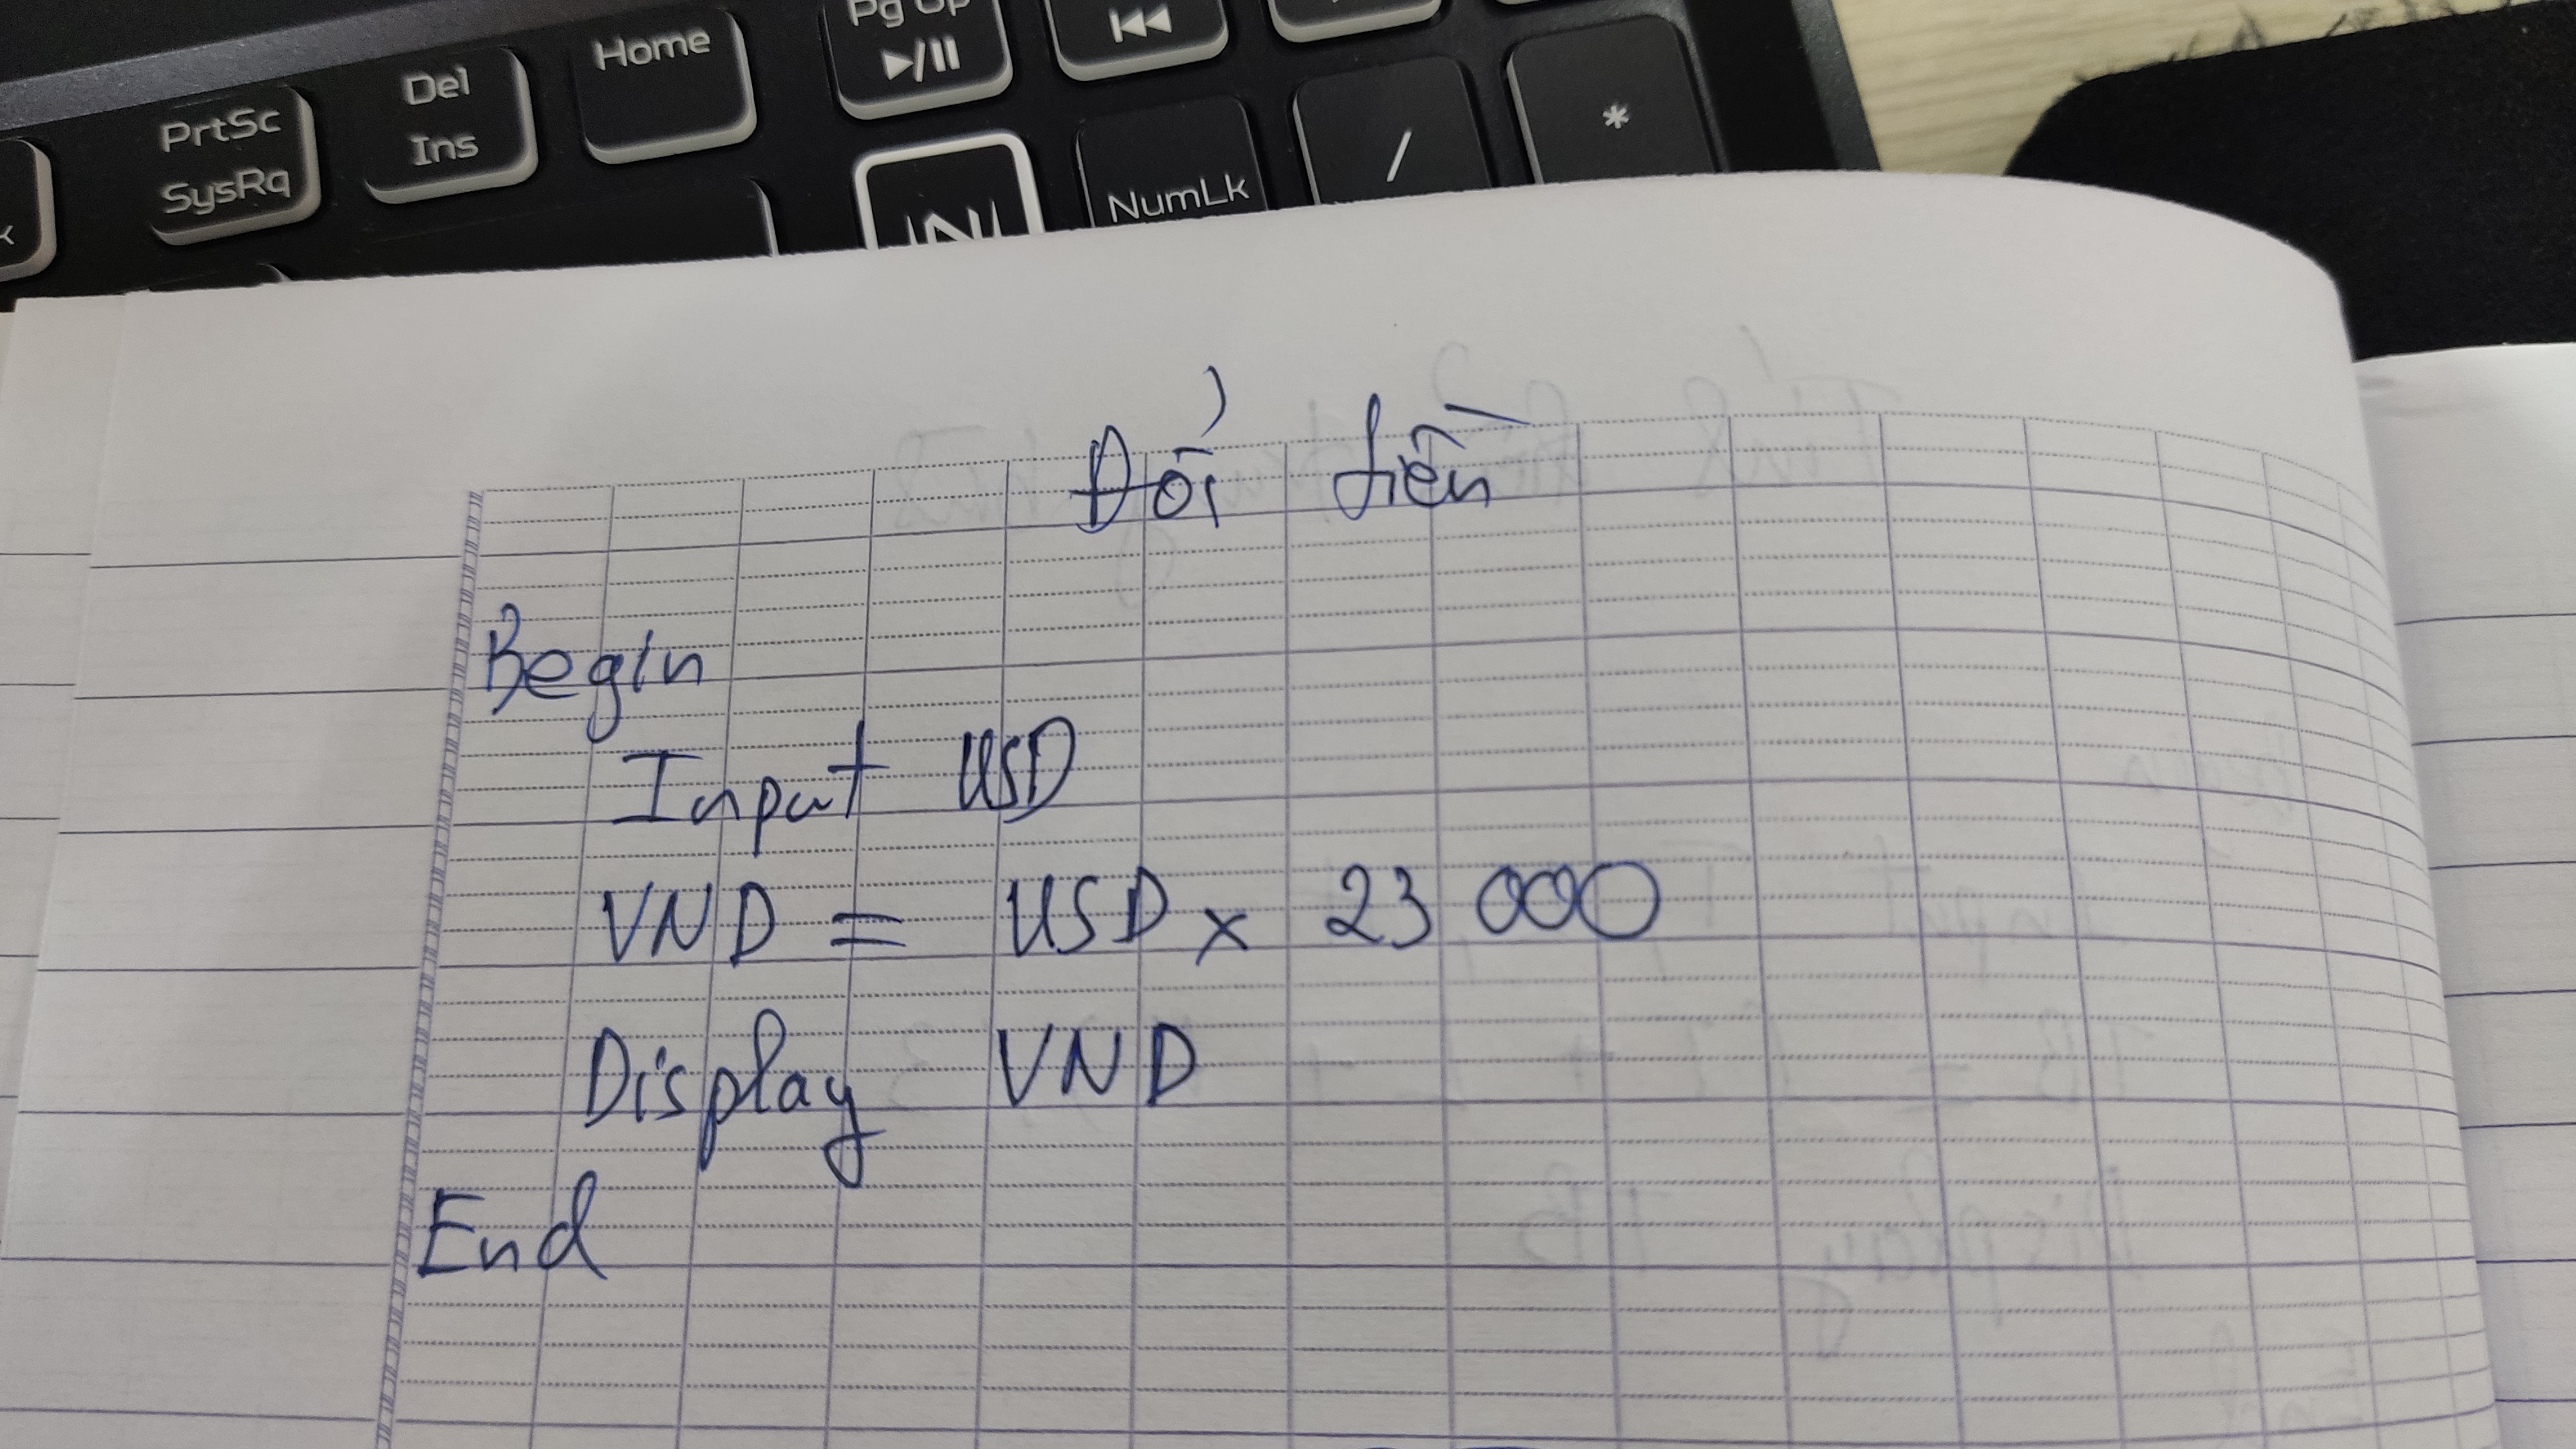 Pg Up
Home
Del
Ins
PrtSc
SysRq
NumLk
/
*
Đổi tiền
Begin
Input USD
VND = USD x 23 000
Display VND
End